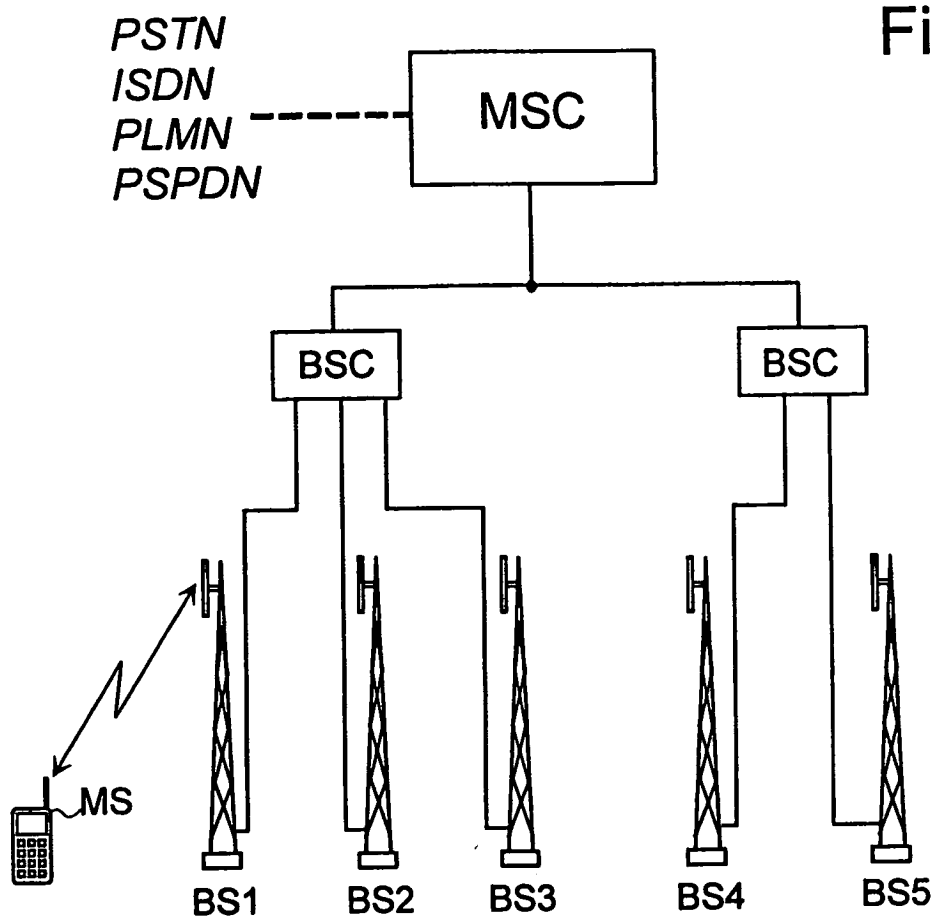 Fi
PSTN
ISDN
PLMN
PSPDN
MSC
BSC
BSC
MS
BS1
BS2
BS3
BS4
BS5